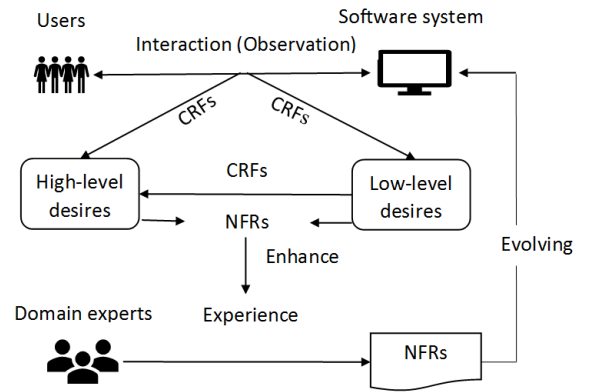 Users
Software system
Interaction (Observation)
CRFs
CRFs
High-level
desires
CRFs
Low-level
desires
NFRs
Enhance
Evolving
Domain experts
Experience
NFRs